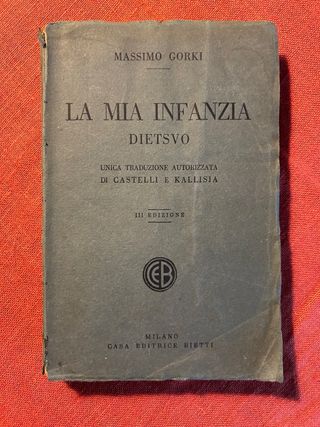 MASSIMO GORKI
LA MIA INFANZIA
DIETSVO
UNICA TRADUZIONE AUTORIZZATA
DI CASTELLI E KALLISIA
III EDIZIONE
CEB
MILANO
CASA EDITRICE BIETTI